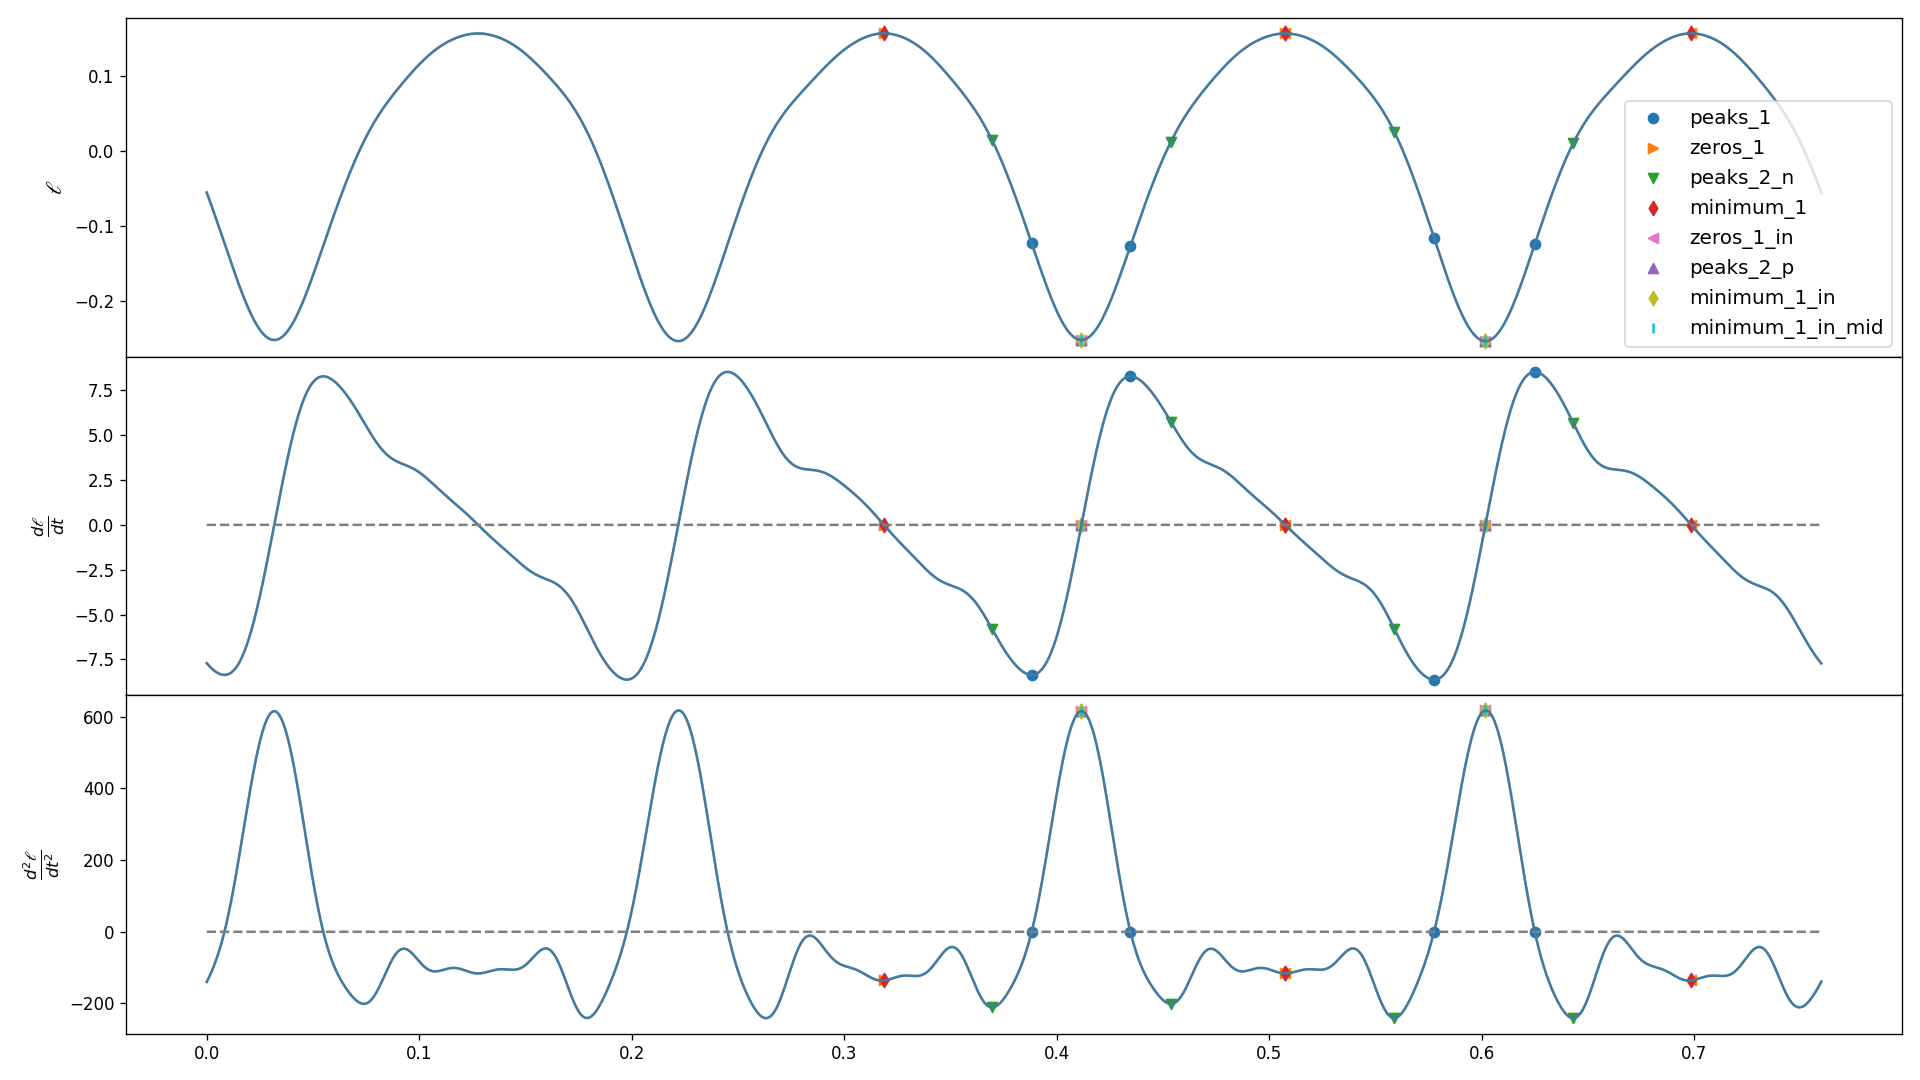 0.1
0.0
−0.1
−0.2
ℓ
peaks_1
zeros_1
peaks_2_n
minimum_1
zeros_1_in
peaks_2_p
minimum_1_in
minimum_1_in_mid
7.5
5.0
2.5
0.0
−2.5
−5.0
−7.5
dℓ
dt
600
400
200
0
−200
d²ℓ
dt²
0.0 0.1 0.2 0.3 0.4 0.5 0.6 0.7